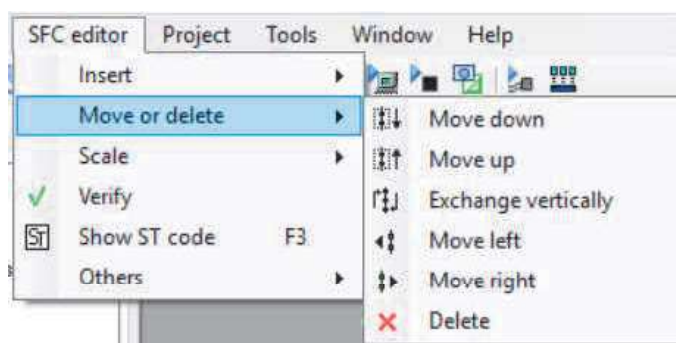 SFC editor Project Tools Window Help
Insert
Move or delete
Scale
Verify
ST Show ST code F3
Others
Move down
Move up
Exchange vertically
Move left
Move right
Delete